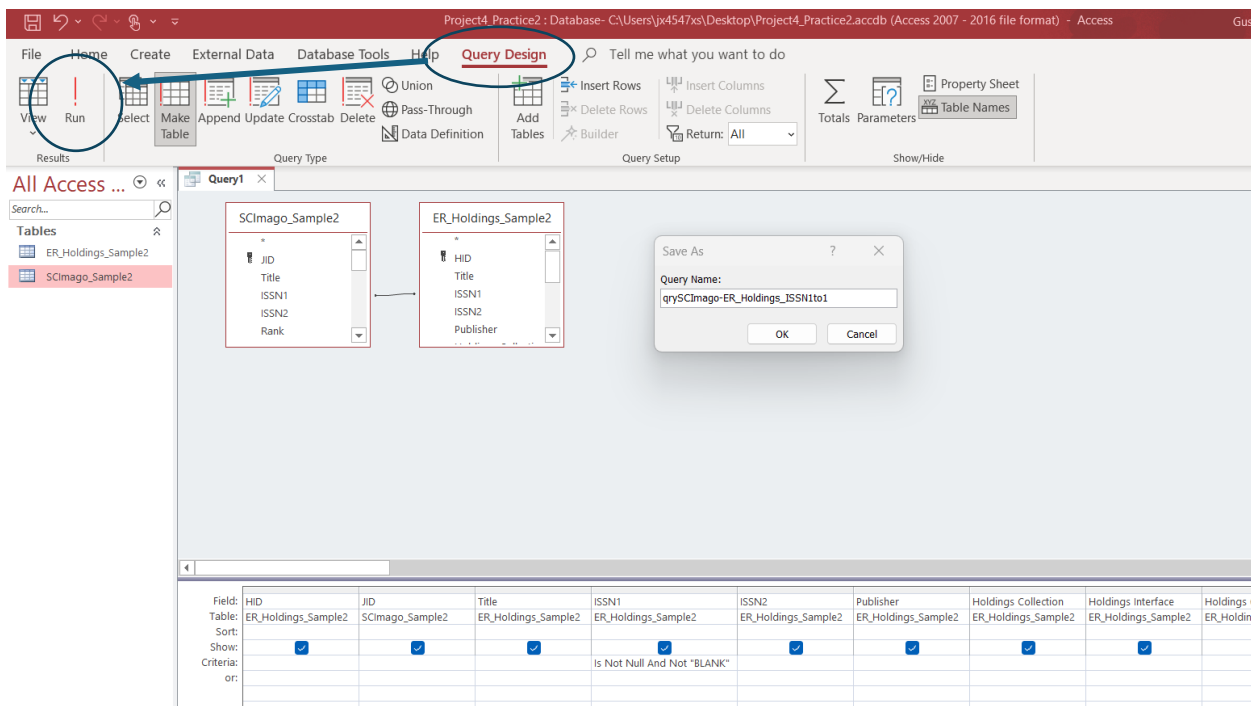 Project4_Practice2 : Database- C:\Users\jx4547xs\Desktop\Project4_Practice2.accdb (Access 2007 - 2016 file format) - Access
File Home Create External Data Database Tools Help Query Design Tell me what you want to do
View
Run
Select
Make Table
Append
Update
Crosstab
Delete
Union
Pass-Through
Data Definition
Add Tables
Insert Rows
Delete Rows
Builder
Insert Columns
Delete Columns
Return: All
Totals
Parameters
Property Sheet
XYZ
Table Names
Results
Query Type
Query Setup
Show/Hide
All Access ...
Search...
Tables
ER_Holdings_Sample2
SCImago_Sample2
Query1
SCImago_Sample2
*
JID
Title
ISSN1
ISSN2
Rank
ER_Holdings_Sample2
*
HID
Title
ISSN1
ISSN2
Publisher
Save As ?
Query Name:
qrySCImago-ER_Holdings_ISSN1to1
OK Cancel
Field: HID JID Title ISSN1 ISSN2 Publisher Holdings Collection Holdings Interface Holdings
Table: ER_Holdings_Sample2 SCImago_Sample2 ER_Holdings_Sample2 ER_Holdings_Sample2 ER_Holdings_Sample2 ER_Holdings_Sample2 ER_Holdings_Sample2 ER_Holdings_Sample2
Sort:
Show:
Criteria: Is Not Null And Not "BLANK"
or: